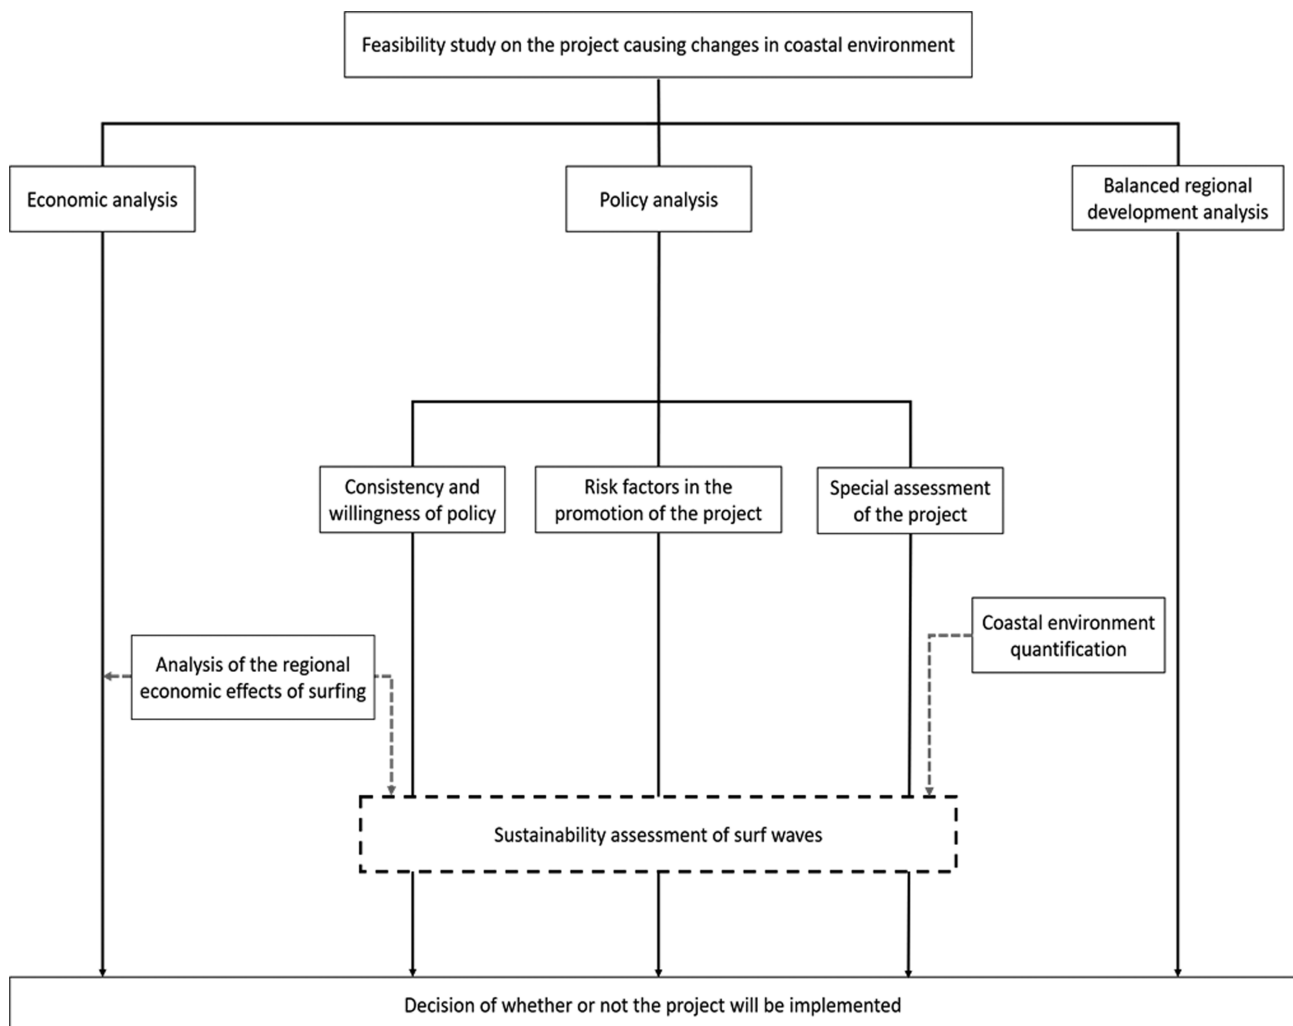 Feasibility study on the project causing changes in coastal environment
Economic analysis
Policy analysis
Balanced regional
development analysis
Consistency and
willingness of policy
Risk factors in the
promotion of the project
Special assessment
of the project
Coastal environment
quantification
Analysis of the regional
economic effects of surfing
Sustainability assessment of surf waves
Decision of whether or not the project will be implemented